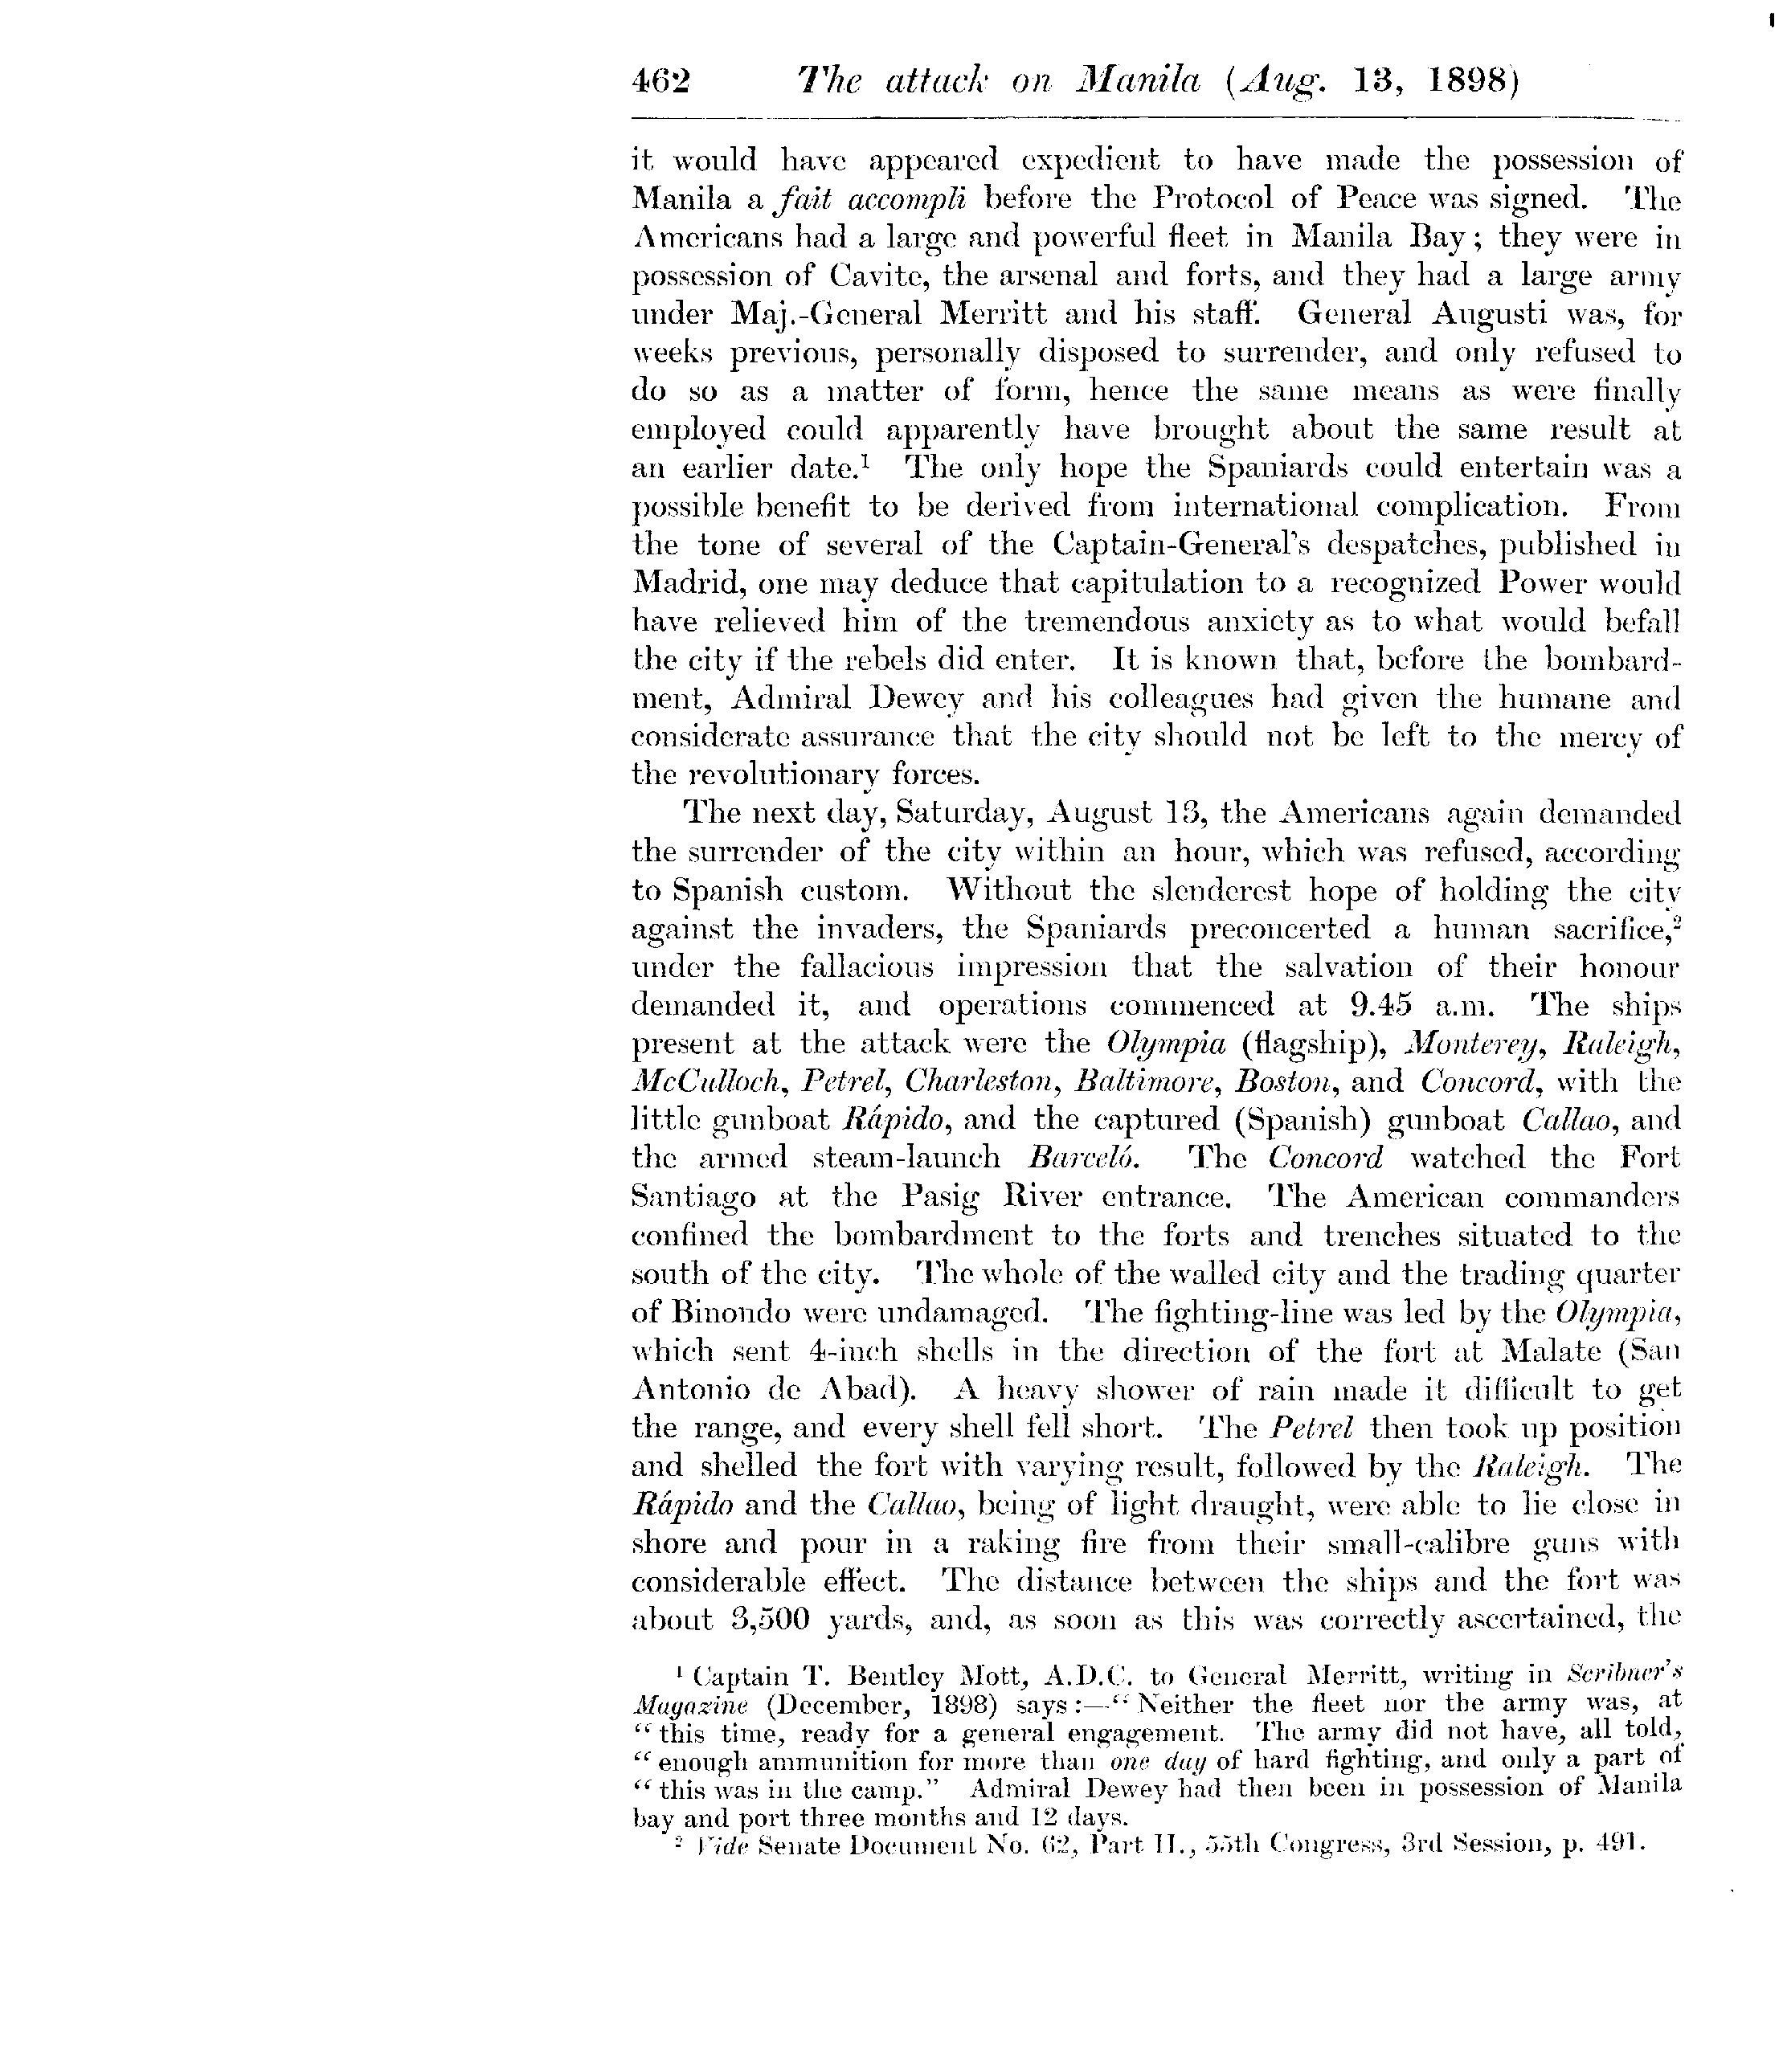 462 The attack on Manila (Aug. 13, 1898)
it would have appeared expedient to have made the possession of
Manila a fait accompli before the Protocol of Peace was signed. The
Americans had a large and powerful fleet in Manila Bay; they were in
possession of Cavite, the arsenal and forts, and they had a large army
under Maj.-General Merritt and his staff. General Augusti was, for
weeks previous, personally disposed to surrender, and only refused to
do so as a matter of form, hence the same means as were finally
employed could apparently have brought about the same result at
an earlier date.¹ The only hope the Spaniards could entertain was a
possible benefit to be derived from international complication. From
the tone of several of the Captain-General's despatches, published in
Madrid, one may deduce that capitulation to a recognized Power would
have relieved him of the tremendous anxiety as to what would befall
the city if the rebels did enter. It is known that, before the bombard-
ment, Admiral Dewey and his colleagues had given the humane and
considerate assurance that the city should not be left to the mercy of
the revolutionary forces.
The next day, Saturday, August 13, the Americans again demanded
the surrender of the city within an hour, which was refused, according
to Spanish custom. Without the slenderest hope of holding the city
against the invaders, the Spaniards preconcerted a human sacrifice,²
under the fallacious impression that the salvation of their honour
demanded it, and operations commenced at 9.45 a.m. The ships
present at the attack were the Olympia (flagship), Monterey, Raleigh,
McCulloch, Petrel, Charleston, Baltimore, Boston, and Concord, with the
little gunboat Rápido, and the captured (Spanish) gunboat Callao, and
the armed steam-launch Barceló. The Concord watched the Fort
Santiago at the Pasig River entrance. The American commanders
confined the bombardment to the forts and trenches situated to the
south of the city. The whole of the walled city and the trading quarter
of Binondo were undamaged. The fighting-line was led by the Olympia,
which sent 4-inch shells in the direction of the fort at Malate (San
Antonio de Abad). A heavy shower of rain made it difficult to get
the range, and every shell fell short. The Petrel then took up position
and shelled the fort with varying result, followed by the Raleigh. The
Rápido and the Callao, being of light draught, were able to lie close in
shore and pour in a raking fire from their small-calibre guns with
considerable effect. The distance between the ships and the fort was
about 3,500 yards, and, as soon as this was correctly ascertained, the
¹ Captain T. Bentley Mott, A.D.C. to General Merritt, writing in Scribner's
Magazine (December, 1898) says:—"Neither the fleet nor the army was, at
"this time, ready for a general engagement. The army did not have, all told,
"enough ammunition for more than one day of hard fighting, and only a part of
"this was in the camp." Admiral Dewey had then been in possession of Manila
bay and port three months and 12 days.
² Vide Senate Document No. 62, Part II., 55th Congress, 3rd Session, p. 491.